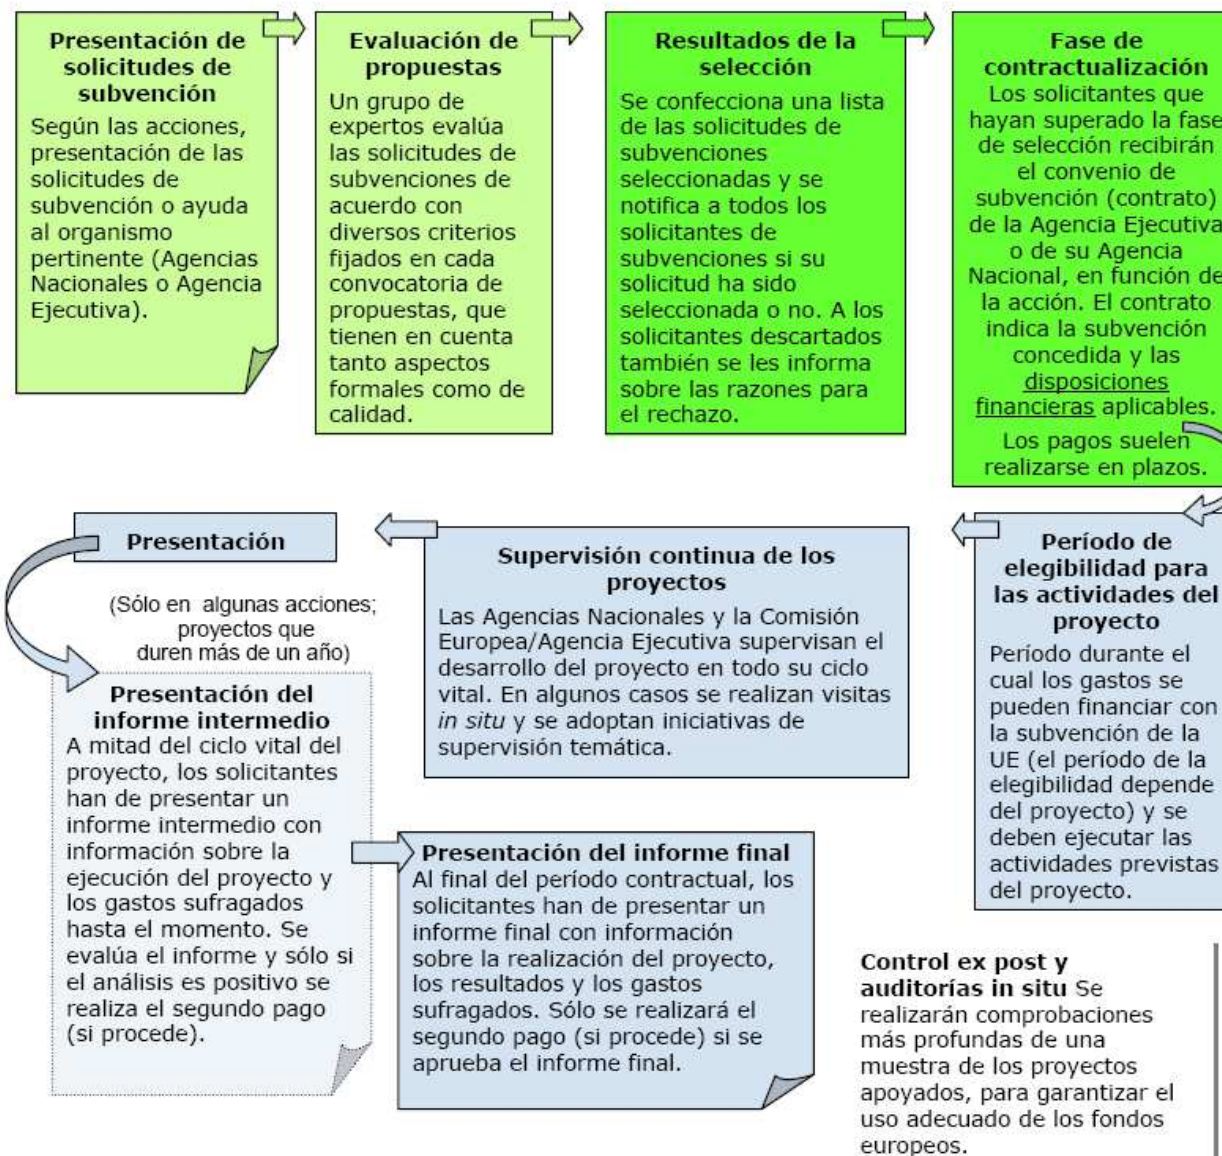 Presentación de
solicitudes de
subvención
Según las acciones,
presentación de las
solicitudes de
subvención o ayuda
al organismo
pertinente (Agencias
Nacionales o Agencia
Ejecutiva).
Evaluación de
propuestas
Un grupo de
expertos evalúa
las solicitudes de
subvenciones de
acuerdo con
diversos criterios
fijados en cada
convocatoria de
propuestas, que
tienen en cuenta
tanto aspectos
formales como de
calidad.
Resultados de la
selección
Se confecciona una lista
de las solicitudes de
subvenciones
seleccionadas y se
notifica a todos los
solicitantes de
subvenciones si su
solicitud ha sido
seleccionada o no. A los
solicitantes descartados
también se les informa
sobre las razones para
el rechazo.
Fase de
contractualización
Los solicitantes que
hayan superado la fase
de selección recibirán
el convenio de
subvención (contrato)
de la Agencia Ejecutiva
o de su Agencia
Nacional, en función de
la acción. El contrato
indica la subvención
concedida y las
disposiciones
financieras aplicables.
Los pagos suelen
realizarse en plazos.
Período de
elegibilidad para
las actividades del
proyecto
Período durante el
cual los gastos se
pueden financiar con
la subvención de la
UE (el período de la
elegibilidad depende
del proyecto) y se
deben ejecutar las
actividades previstas
del proyecto.
Supervisión continua de los
proyectos
Las Agencias Nacionales y la Comisión
Europea/Agencia Ejecutiva supervisan el
desarrollo del proyecto en todo su ciclo
vital. En algunos casos se realizan visitas
in situ y se adoptan iniciativas de
supervisión temática.
Presentación
(Sólo en algunas acciones;
proyectos que
duren más de un año)
Presentación del
informe intermedio
A mitad del ciclo vital del
proyecto, los solicitantes
han de presentar un
informe intermedio con
información sobre la
ejecución del proyecto y
los gastos sufragados
hasta el momento. Se
evalúa el informe y sólo si
el análisis es positivo se
realiza el segundo pago
(si procede).
Presentación del informe final
Al final del período contractual, los
solicitantes han de presentar un
informe final con información
sobre la realización del proyecto,
los resultados y los gastos
sufragados. Sólo se realizará el
segundo pago (si procede) si se
aprueba el informe final.
Control ex post y
auditorías in situ Se
realizarán comprobaciones
más profundas de una
muestra de los proyectos
apoyados, para garantizar el
uso adecuado de los fondos
europeos.